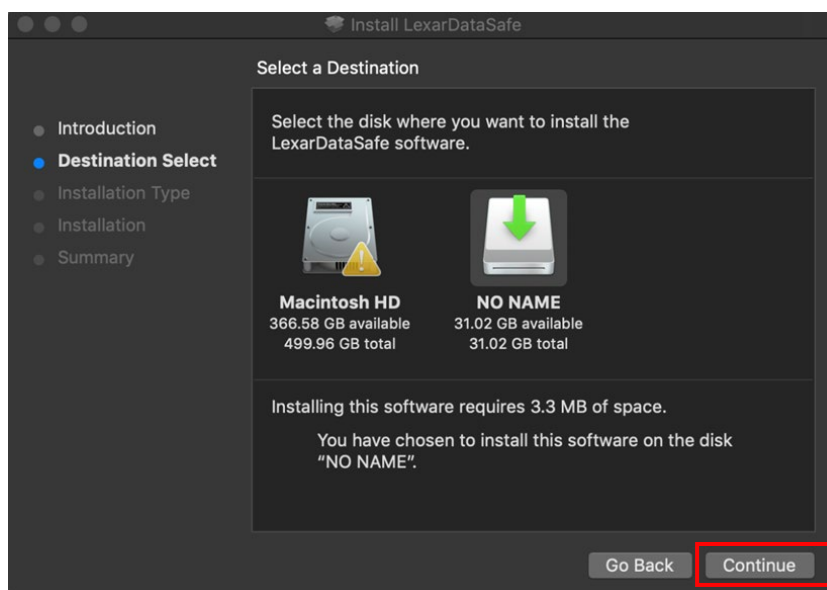 Install LexarDataSafe
Select a Destination
Introduction
Destination Select
Installation Type
Installation
Summary
Select the disk where you want to install the
LexarDataSafe software.
Macintosh HD
366.58 GB available
499.96 GB total
NO NAME
31.02 GB available
31.02 GB total
Installing this software requires 3.3 MB of space.
You have chosen to install this software on the disk
“NO NAME”.
Go Back
Continue